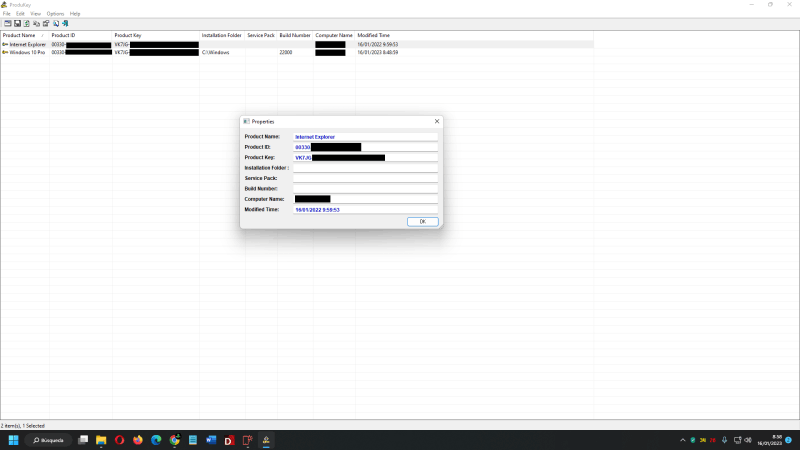 ProduKey
File Edit View Options Help
Product Name / Product ID Product Key Installation Folder Service Pack Build Number Computer Name Modified Time
Internet Explorer 00330- VK7JG- 16/01/2022 9:59:53
Windows 10 Pro 00330- VK7JG- C:\Windows 22000 16/01/2023 8:48:59
Properties
Product Name: Internet Explorer
Product ID: 00330
Product Key: VK7JG
Installation Folder :
Service Pack:
Build Number:
Computer Name:
Modified Time: 16/01/2022 9:59:53
OK
2 item(s), 1 Selected
Búsqueda
8:58
16/01/2023